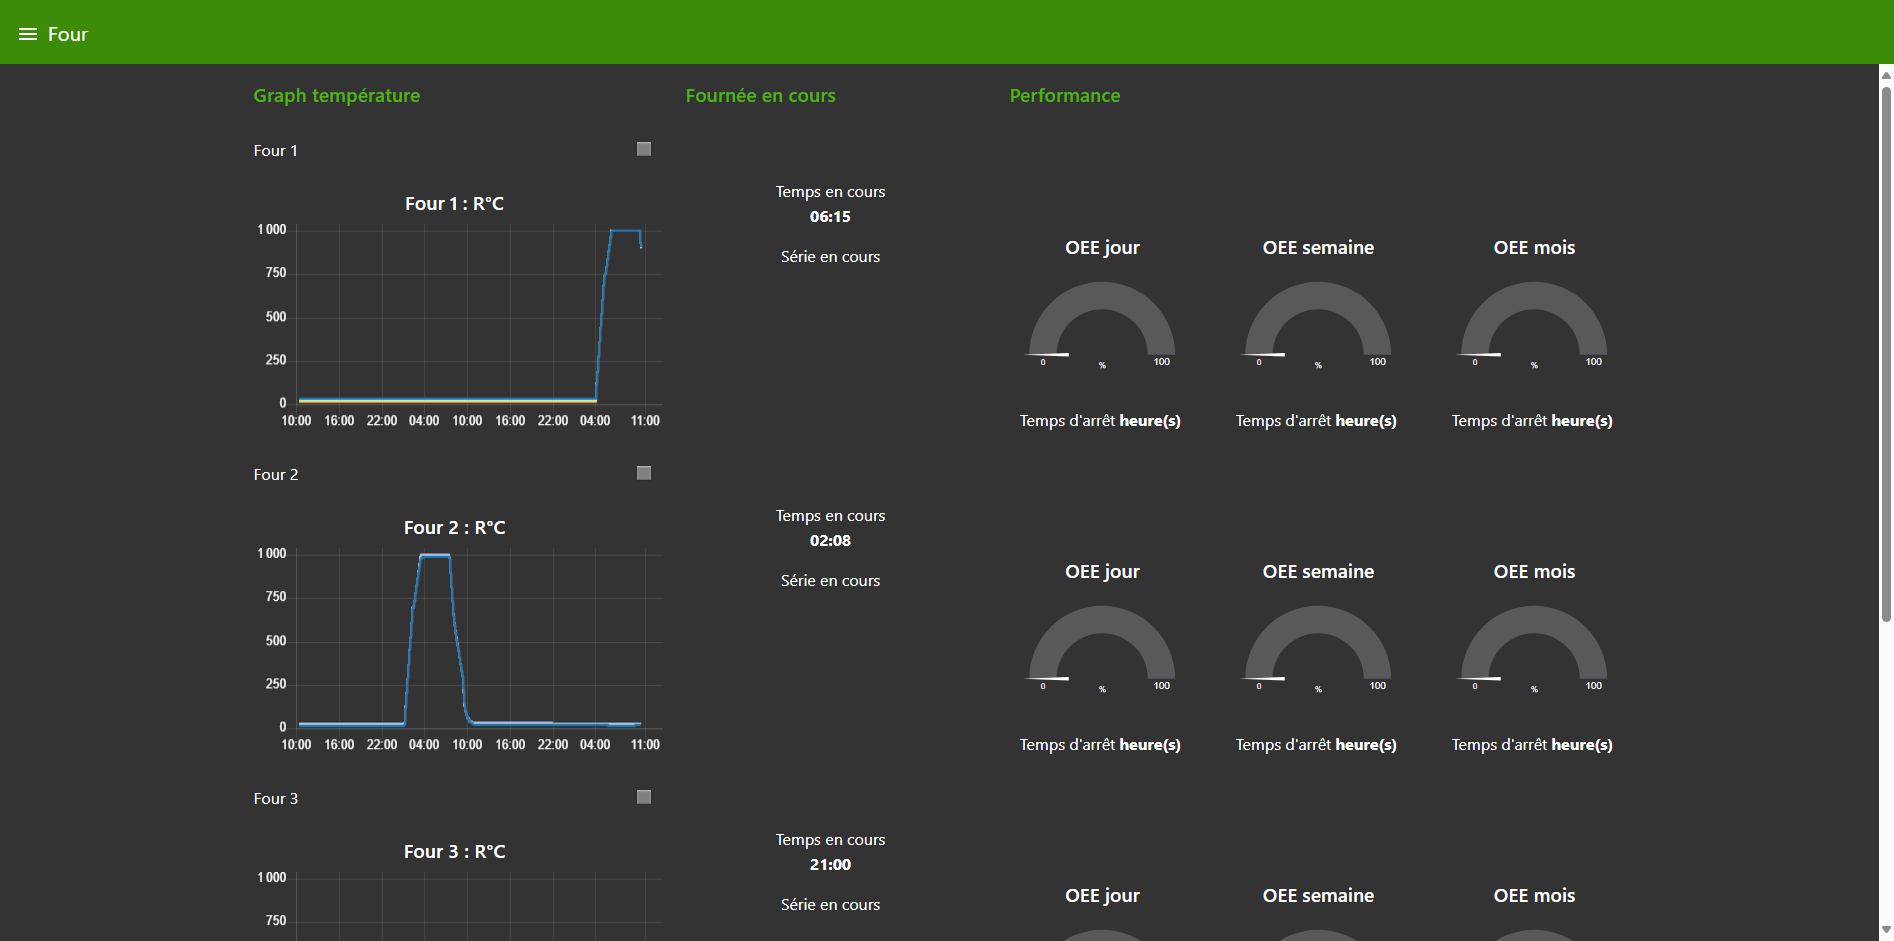 Four
Graph température
Fournée en cours
Performance
Four 1
Four 1 : R°C
1 000
750
500
250
0
10:00 16:00 22:00 04:00 10:00 16:00 22:00 04:00 11:00
Temps en cours
06:15
Série en cours
OEE jour
0 % 100
Temps d'arrêt heure(s)
OEE semaine
0 % 100
Temps d'arrêt heure(s)
OEE mois
0 % 100
Temps d'arrêt heure(s)
Four 2
Four 2 : R°C
1 000
750
500
250
0
10:00 16:00 22:00 04:00 10:00 16:00 22:00 04:00 11:00
Temps en cours
02:08
Série en cours
OEE jour
0 % 100
Temps d'arrêt heure(s)
OEE semaine
0 % 100
Temps d'arrêt heure(s)
OEE mois
0 % 100
Temps d'arrêt heure(s)
Four 3
Four 3 : R°C
1 000
750
Temps en cours
21:00
Série en cours
OEE jour
OEE semaine
OEE mois